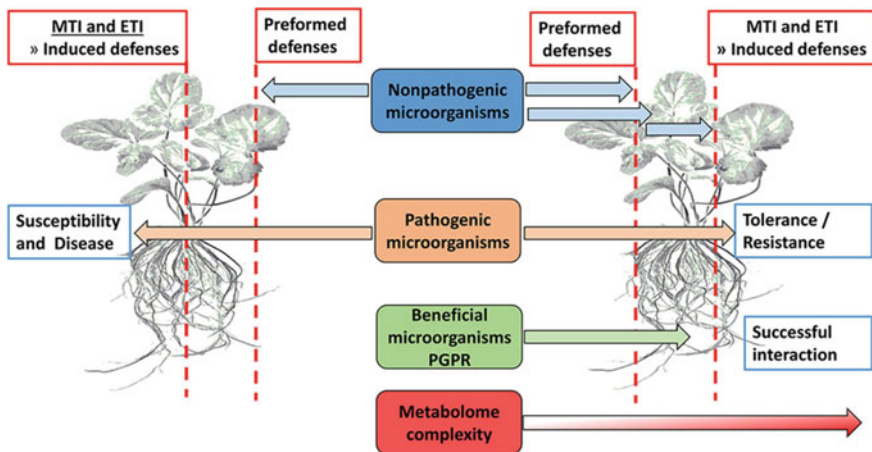 MTI and ETI
» Induced defenses
Preformed
defenses
Preformed
defenses
MTI and ETI
» Induced defenses
Nonpathogenic
microorganisms
Susceptibility
and Disease
Pathogenic
microorganisms
Tolerance /
Resistance
Beneficial
microorganisms
PGPR
Successful
interaction
Metabolome
complexity